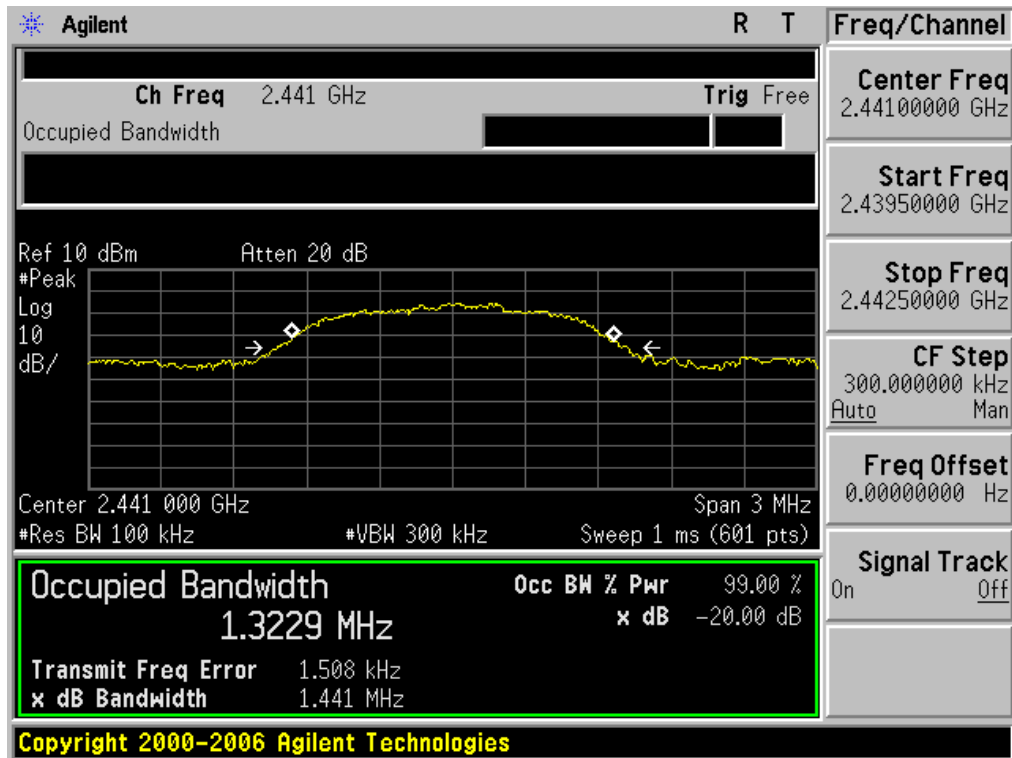 Agilent R T
Ch Freq 2.441 GHz Trig Free
Occupied Bandwidth
Ref 10 dBm Atten 20 dB
#Peak
Log
10
dB/
Center 2.441 000 GHz Span 3 MHz
#Res BW 100 kHz #VBW 300 kHz Sweep 1 ms (601 pts)
Occupied Bandwidth Occ BW % Pwr 99.00 %
1.3229 MHz x dB -20.00 dB
Transmit Freq Error 1.508 kHz
x dB Bandwidth 1.441 MHz
Copyright 2000-2006 Agilent Technologies
Freq/Channel
Center Freq
2.44100000 GHz
Start Freq
2.43950000 GHz
Stop Freq
2.44250000 GHz
CF Step
300.000000 kHz
Auto Man
Freq Offset
0.00000000 Hz
Signal Track
On Off